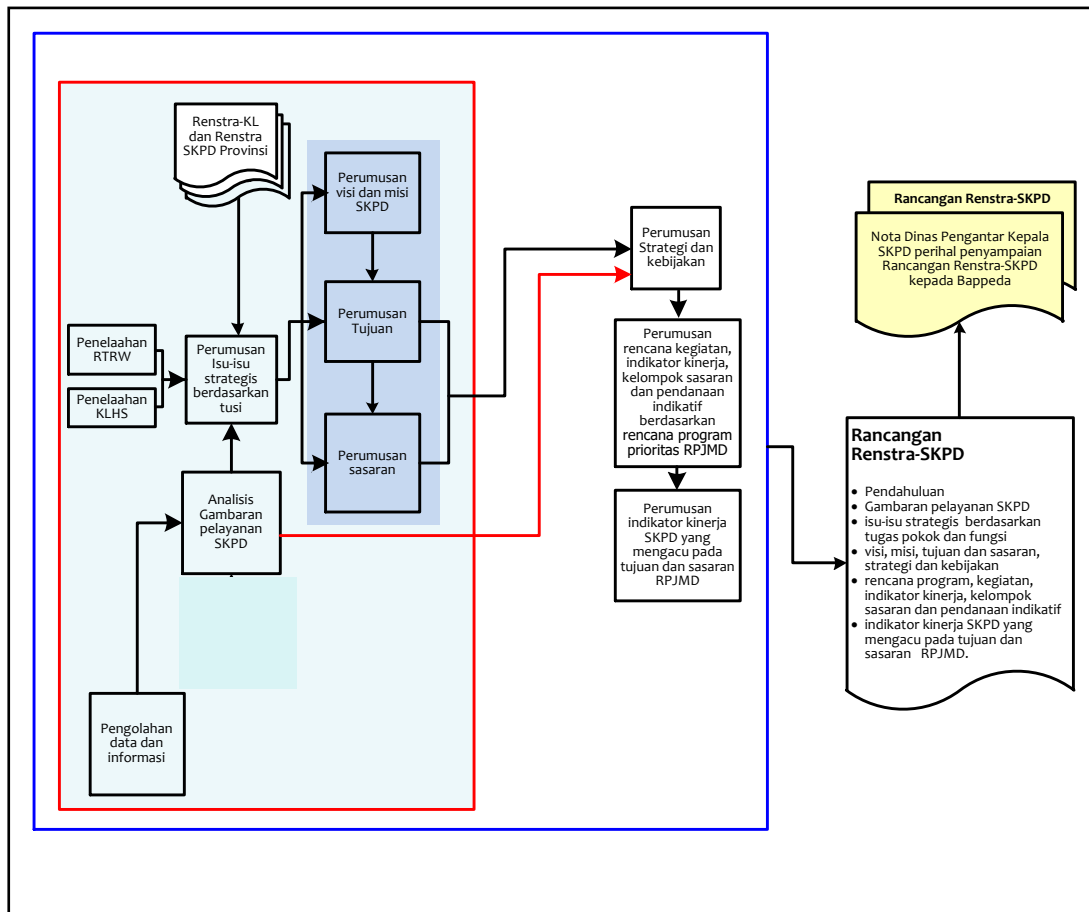 Renstra-KL
dan Renstra
SKPD Provinsi
Perumusan
visi dan misi
SKPD
Perumusan
Tujuan
Perumusan
sasaran
Penelaahan
RTRW
Penelaahan
KLHS
Perumusan
Isu-isu
strategis
berdasarkan
tusi
Analisis
Gambaran
pelayanan
SKPD
Pengolahan
data dan
informasi
Perumusan
Strategi dan
kebijakan
Perumusan
rencana kegiatan,
indikator kinerja,
kelompok sasaran
dan pendanaan
indikatif
berdasarkan
rencana program
prioritas RPJMD
Perumusan
indikator kinerja
SKPD yang
mengacu pada
tujuan dan sasaran
RPJMD
Rancangan Renstra-SKPD
Nota Dinas Pengantar Kepala
SKPD perihal penyampaian
Rancangan Renstra-SKPD
kepada Bappeda
Rancangan
Renstra-SKPD
• Pendahuluan
• Gambaran pelayanan SKPD
• isu-isu strategis berdasarkan
tugas pokok dan fungsi
• visi, misi, tujuan dan sasaran,
strategi dan kebijakan
• rencana program, kegiatan,
indikator kinerja, kelompok
sasaran dan pendanaan indikatif
• indikator kinerja SKPD yang
mengacu pada tujuan dan
sasaran RPJMD.